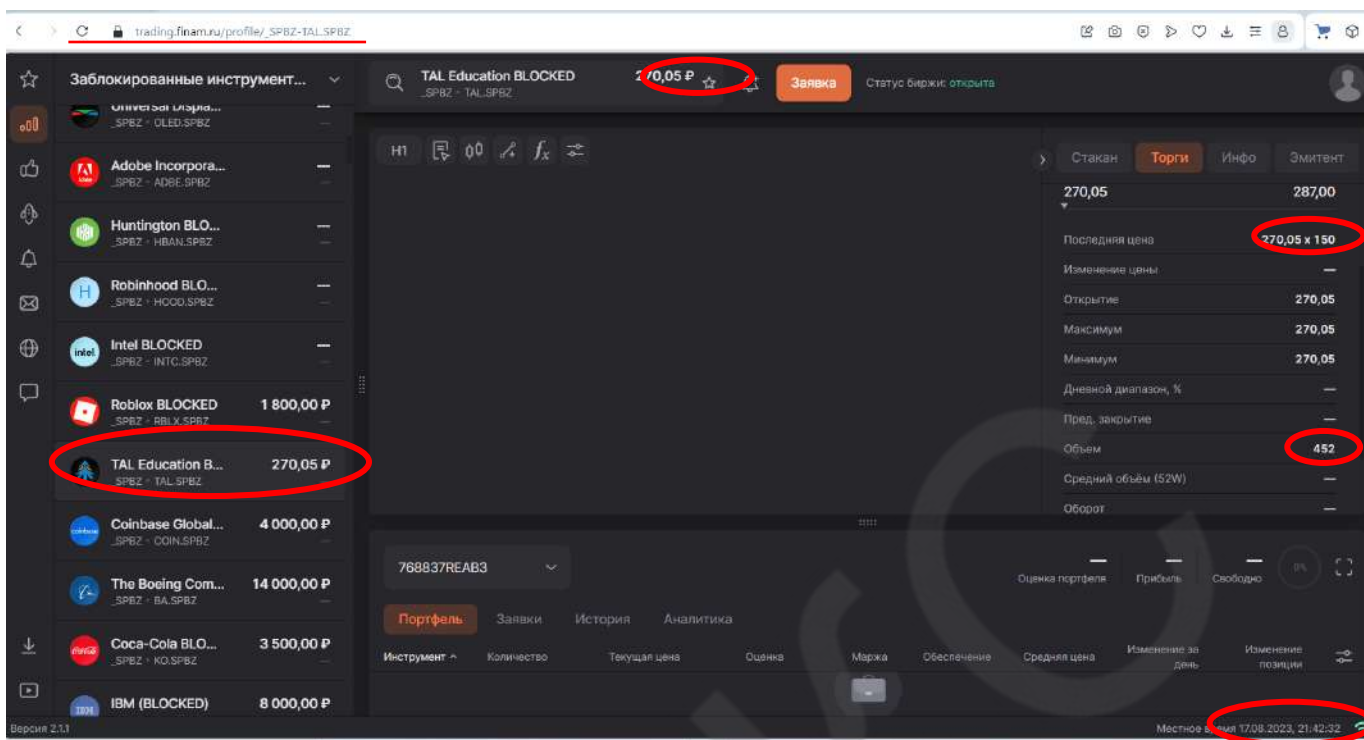 trading.finam.ru/profile/_SPBZ-TAL.SPBZ
Заблокированные инструмент...
TAL Education BLOCKED 270,05 ₽
_SPBZ · TAL.SPBZ
Заявка
Статус биржи: открыта
Universal Displa... —
_SPBZ · OLED.SPBZ —
Adobe Incorpora... —
_SPBZ · ADBE.SPBZ —
Huntington BLO... —
_SPBZ · HBAN.SPBZ —
Robinhood BLO... —
_SPBZ · HOOD.SPBZ —
Intel BLOCKED —
_SPBZ · INTC.SPBZ —
Roblox BLOCKED 1 800,00 ₽
_SPBZ · RBLX.SPBZ —
TAL Education B... 270,05 ₽
_SPBZ · TAL.SPBZ
Coinbase Global... 4 000,00 ₽
_SPBZ · COIN.SPBZ —
The Boeing Com... 14 000,00 ₽
_SPBZ · BA.SPBZ —
Coca-Cola BLO... 3 500,00 ₽
_SPBZ · KO.SPBZ —
IBM (BLOCKED) 8 000,00 ₽
H1
Стакан Торги Инфо Эмитент
270,05 287,00
Последняя цена 270,05 x 150
Изменение цены —
Открытие 270,05
Максимум 270,05
Минимум 270,05
Дневной диапазон, % —
Пред. закрытие —
Объем 452
Средний объём (52W) —
Оборот —
768837REAB3
— — —
Оценка портфеля Прибыль Свободно 0%
Портфель Заявки История Аналитика
Инструмент Количество Текущая цена Оценка Маржа Обеспечение Средняя цена Изменение за день Изменение позиции
Версия 2.1.1
Местное время 17.08.2023, 21:42:32